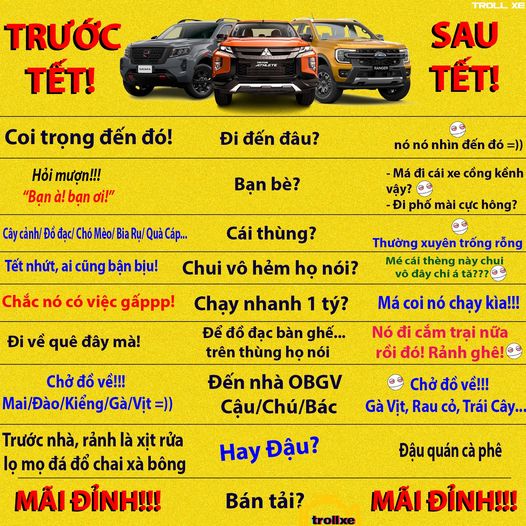 TROLL XE
TRƯỚC
TẾT!
SAU
TẾT!
NAVARA
ATHLETE
RANGER
Coi trọng đến đó!
Đi đến đâu?
nó nó nhìn đến đó =))
Hỏi mượn!!!
“Bạn à! bạn ơi!”
Bạn bè?
- Má đi cái xe cồng kềnh
vậy?
- Đi phố mài cực hông?
Cây cảnh/ Đồ đạc/ Chó Mèo/ Bia Rụ/ Quà Cáp...
Cái thùng?
Thường xuyên trống rỗng
Tết nhứt, ai cũng bận bịu!
Chui vô hẻm họ nói?
Mé cái thèng này chui
vô đây chi á tă???
Chắc nó có việc gấppp!
Chạy nhanh 1 tý?
Má coi nó chạy kìa!!!
Đi về quê đây mà!
Để đồ đạc bàn ghế...
trên thùng họ nói
Nó đi cắm trại nữa
rồi đó! Rảnh ghê!
Chở đồ về!!!
Mai/Đào/Kiểng/Gà/Vịt =))
Đến nhà OBGV
Cậu/Chú/Bác
Chở đồ về!!!
Gà Vịt, Rau cỏ, Trái Cây...
Trước nhà, rảnh là xịt rửa
lọ mọ đá đổ chai xà bông
Hay Đậu?
Đậu quán cà phê
MÃI ĐỈNH!!!
Bán tải?
MÃI ĐỈNH!!!
trollxe